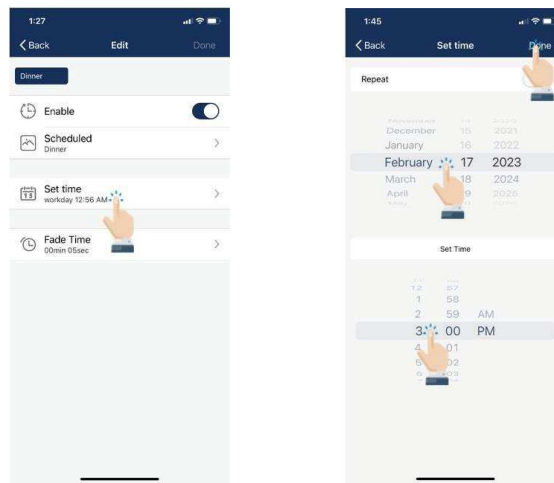 1:27
Back Edit Done
Dinner
Enable
Scheduled
Dinner
Set time
workday 12:56 AM
Fade Time
00min 05sec
1:45
Back Set time
Repeat
December 15 2021
January 16 2022
February 17 2023
March 18 2024
April 2025
Set Time
12 57
1 58
2 59 AM
3 00 PM
4 01
02
03